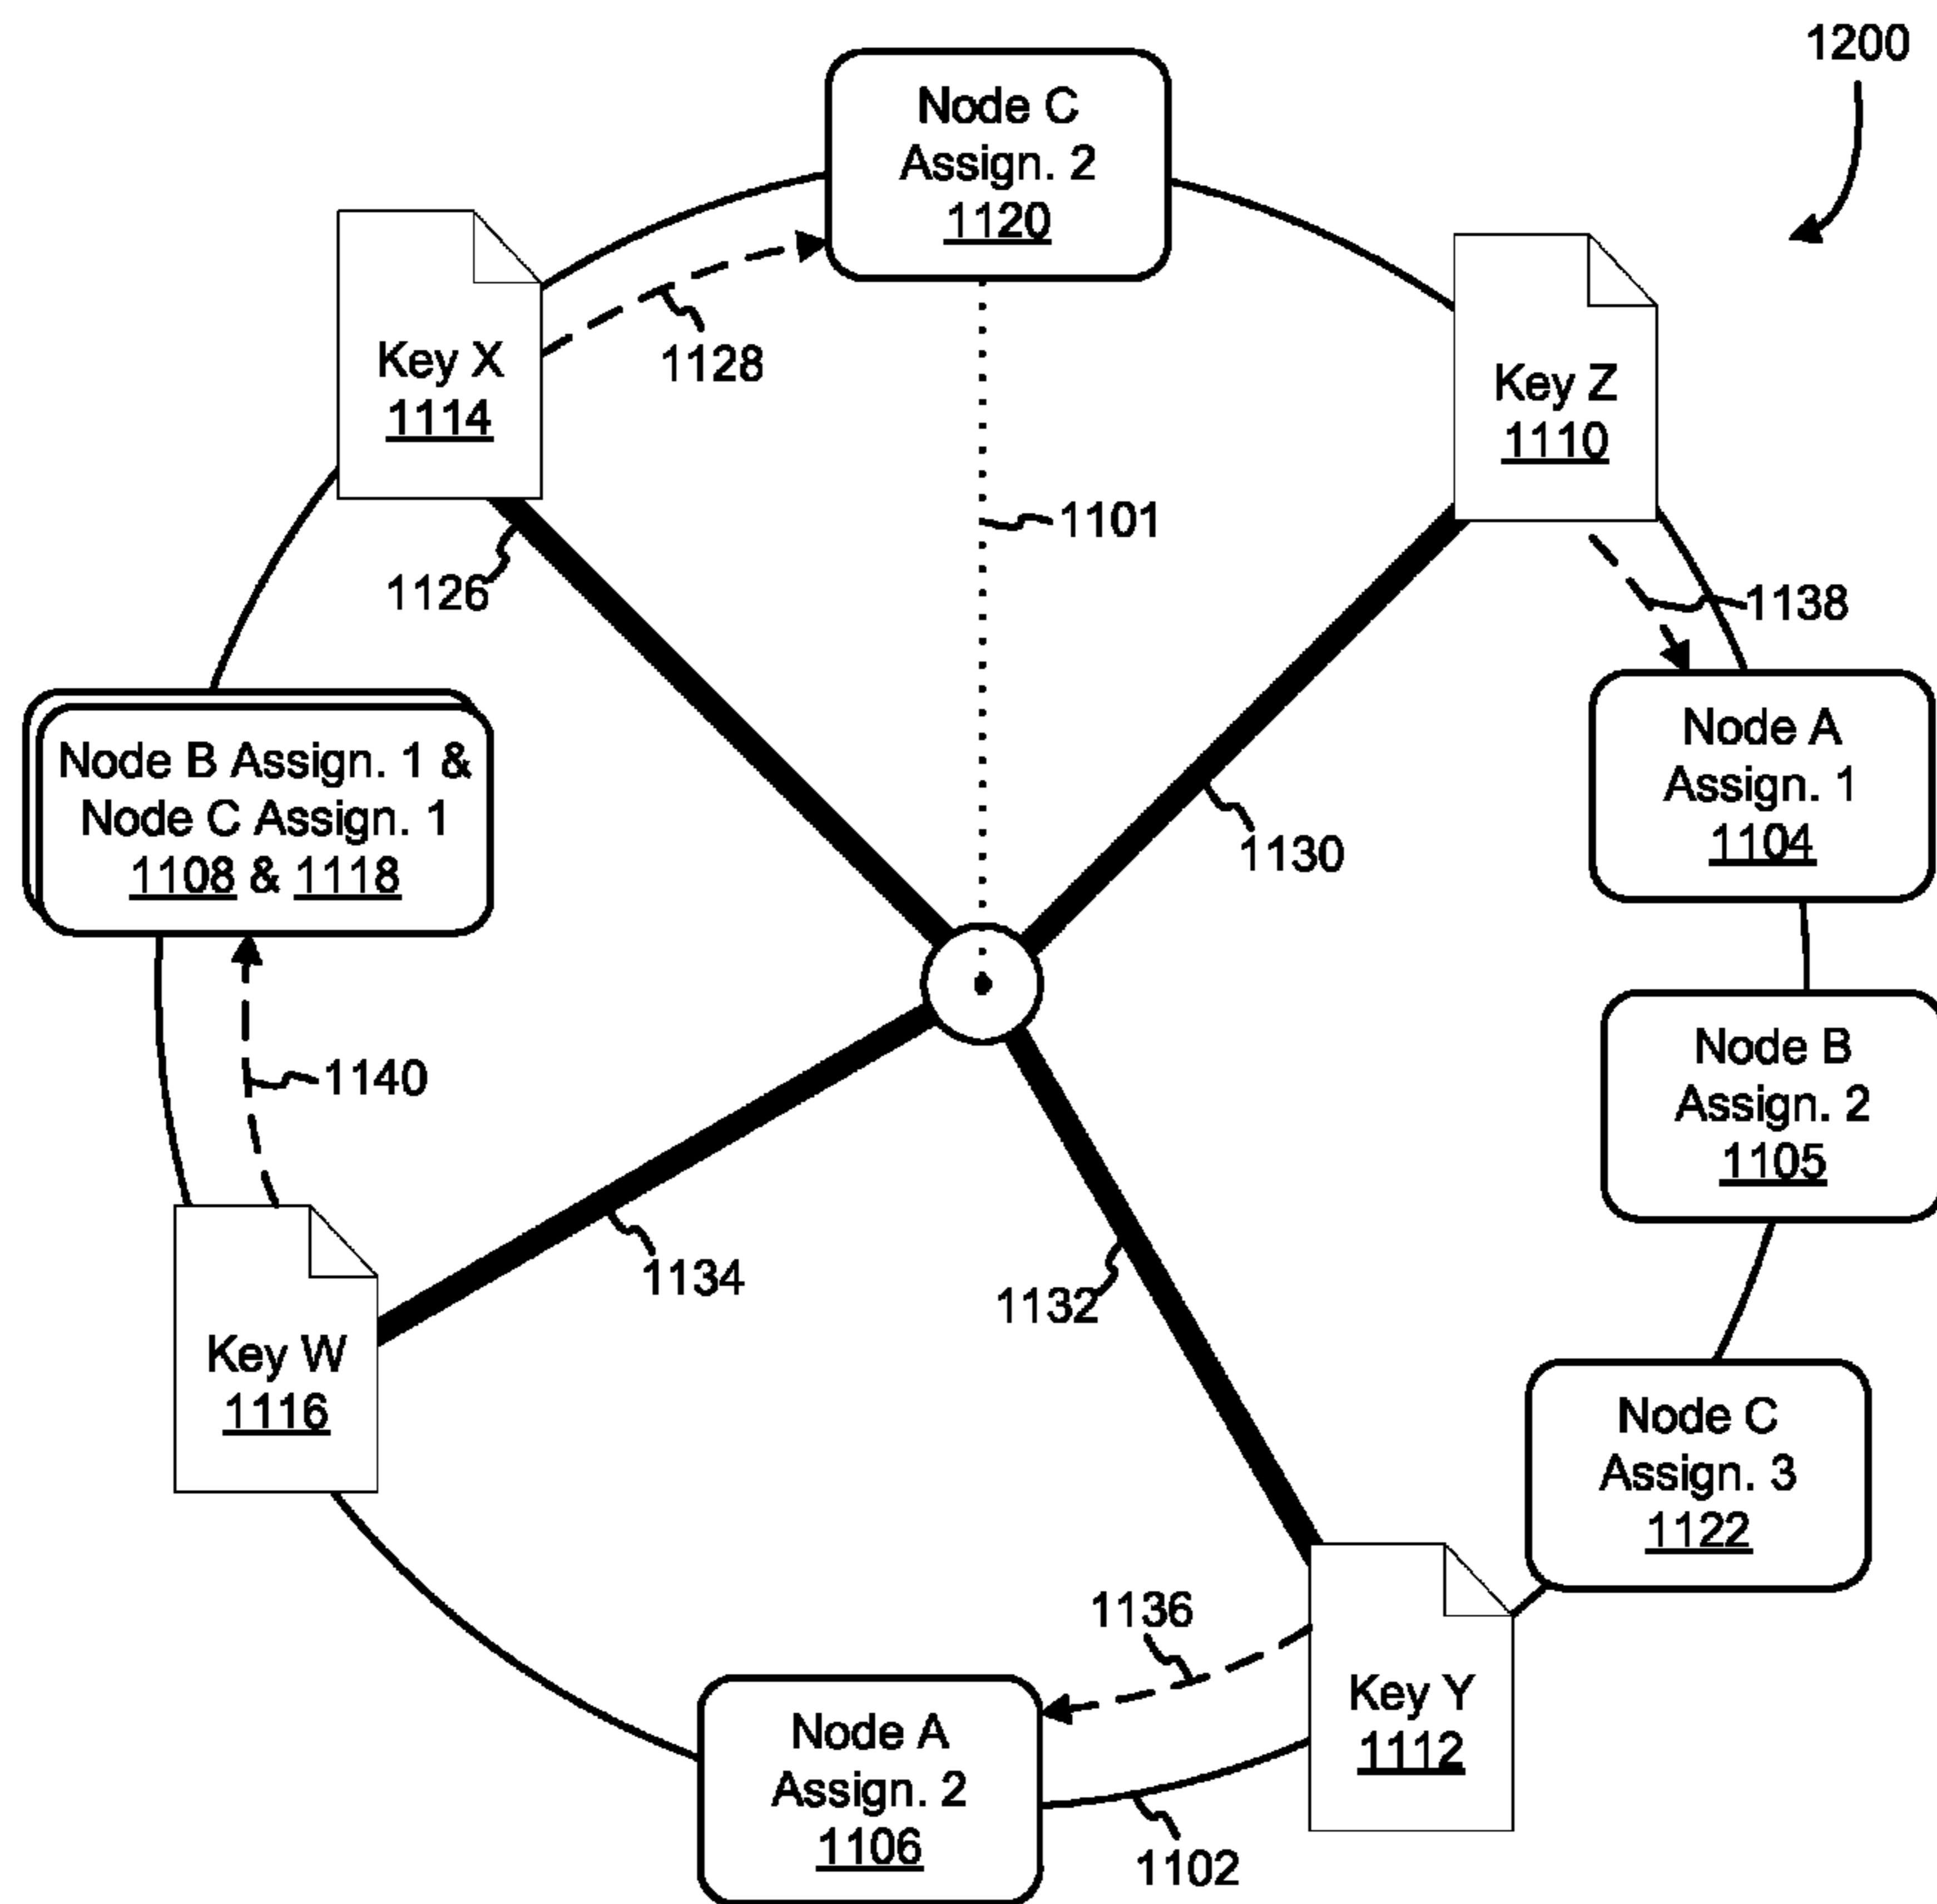 1200
Node C
Assign. 2
1120
Key X
1114
1128
Key Z
1110
1101
1126
1138
Node B Assign. 1 &
Node C Assign. 1
1108 & 1118
Node A
Assign. 1
1104
1130
Node B
Assign. 2
1105
1140
1134
1132
Key W
1116
Node C
Assign. 3
1122
1136
Key Y
1112
Node A
Assign. 2
1106
1102